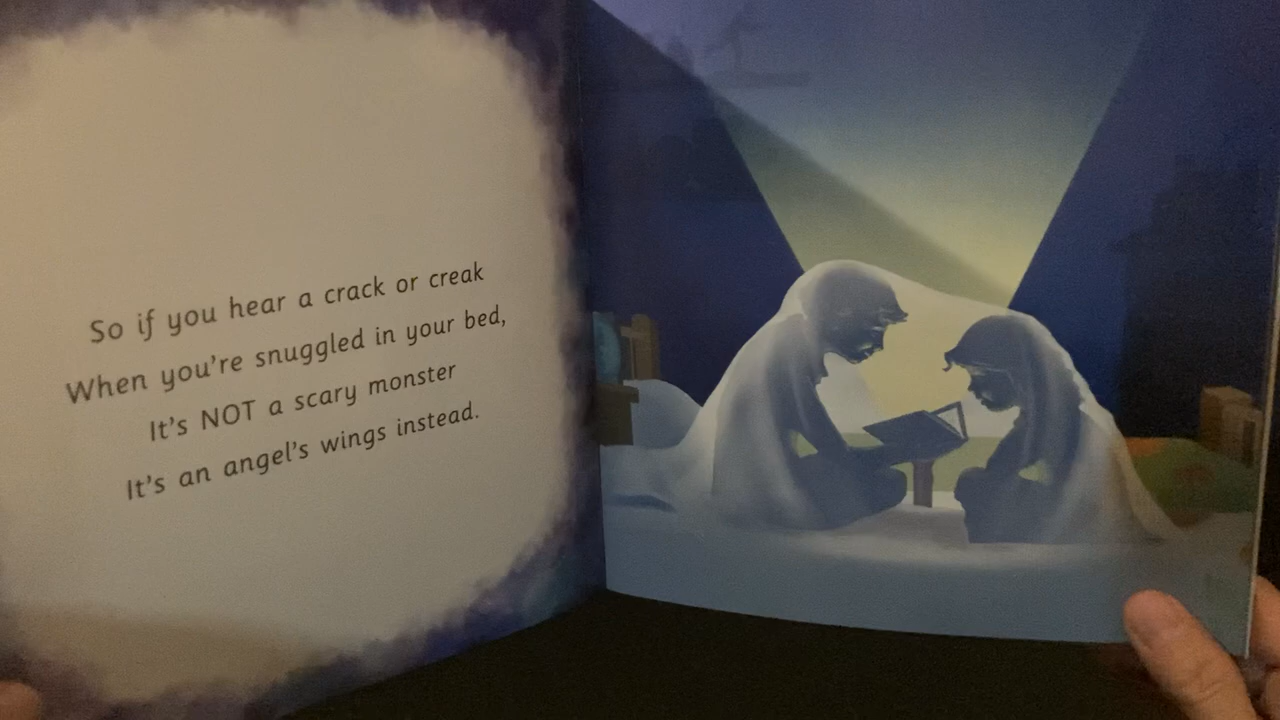 So if you hear a crack or creak
When you're snuggled in your bed,
It's NOT a scary monster
It's an angel's wings instead.